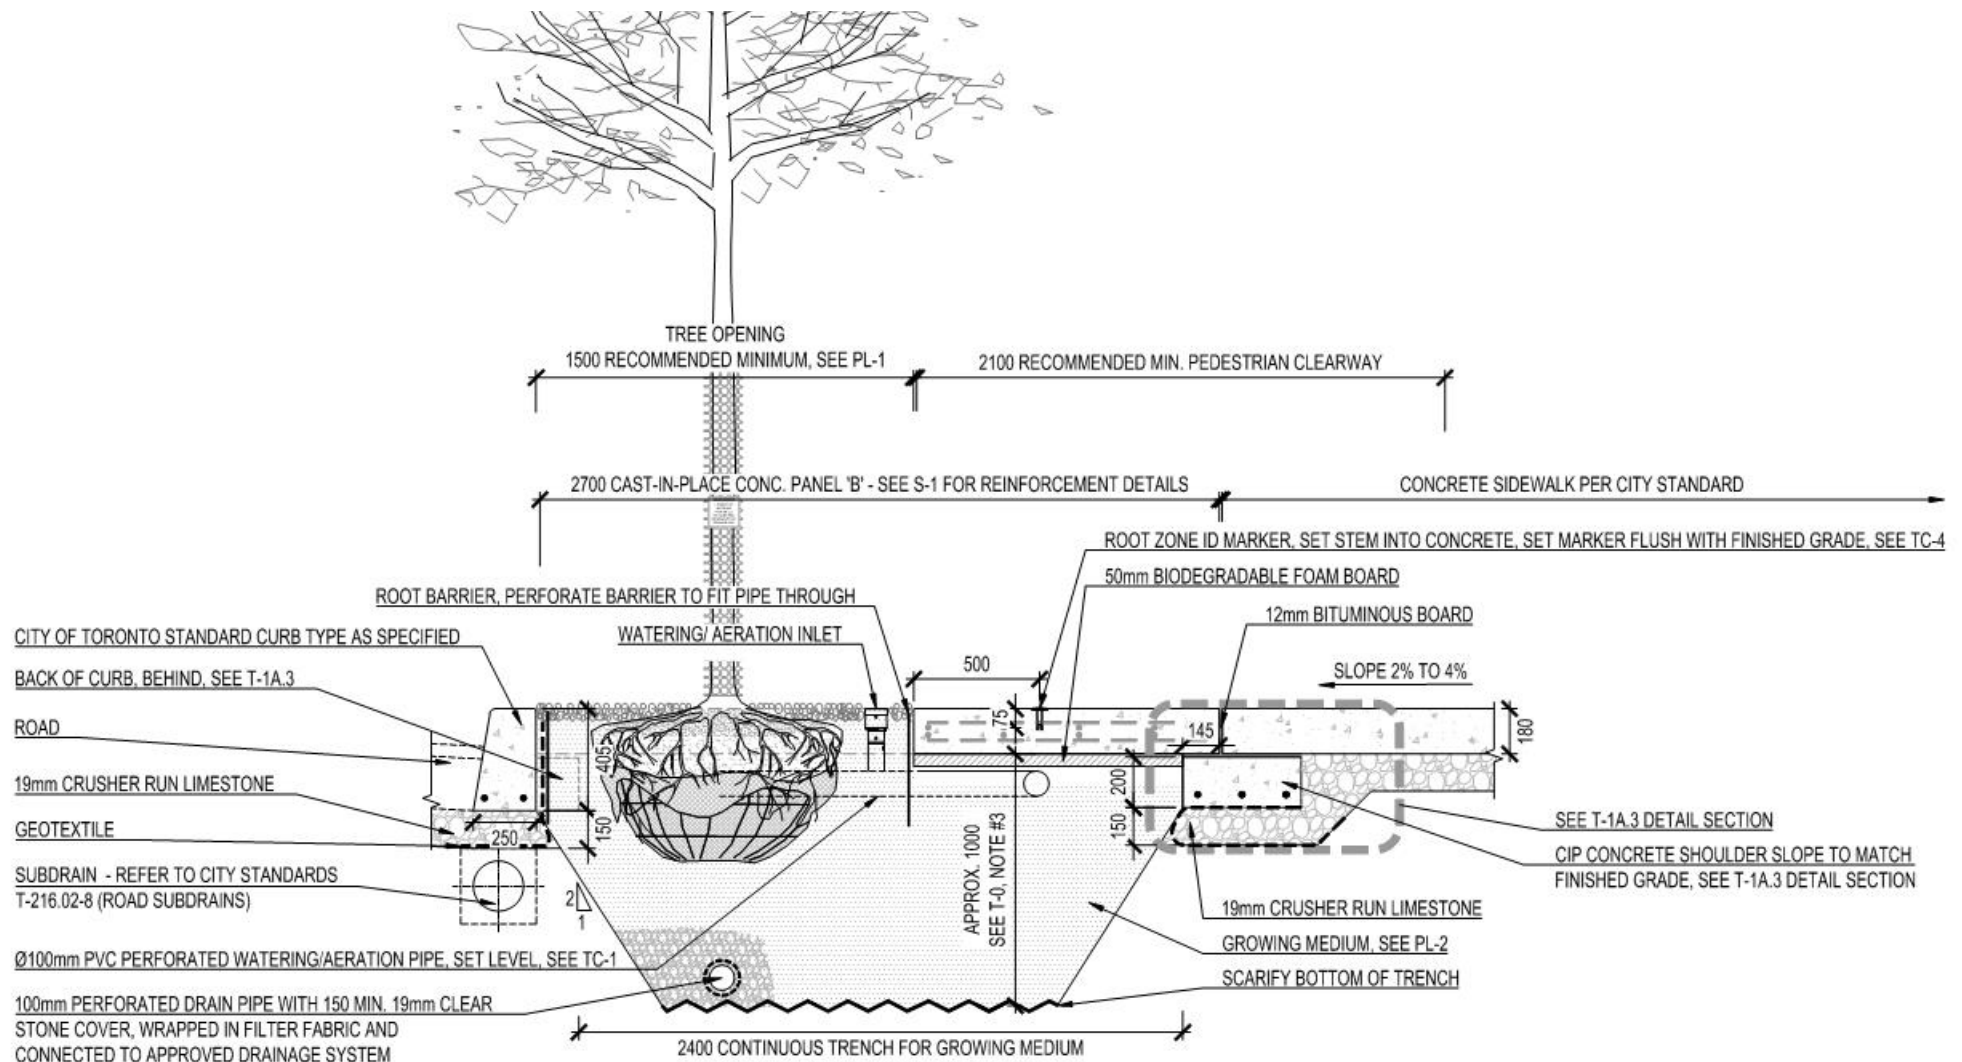 TREE OPENING
1500 RECOMMENDED MINIMUM, SEE PL-1
2100 RECOMMENDED MIN. PEDESTRIAN CLEARWAY
2700 CAST-IN-PLACE CONC. PANEL 'B' - SEE S-1 FOR REINFORCEMENT DETAILS
CONCRETE SIDEWALK PER CITY STANDARD
ROOT ZONE ID MARKER, SET STEM INTO CONCRETE, SET MARKER FLUSH WITH FINISHED GRADE, SEE TC-4
50mm BIODEGRADABLE FOAM BOARD
ROOT BARRIER, PERFORATE BARRIER TO FIT PIPE THROUGH
12mm BITUMINOUS BOARD
CITY OF TORONTO STANDARD CURB TYPE AS SPECIFIED
WATERING/ AERATION INLET
500
SLOPE 2% TO 4%
BACK OF CURB, BEHIND, SEE T-1A.3
ROAD
75
145
180
405
19mm CRUSHER RUN LIMESTONE
200
GEOTEXTILE
250
150
150
SEE T-1A.3 DETAIL SECTION
CIP CONCRETE SHOULDER SLOPE TO MATCH
FINISHED GRADE, SEE T-1A.3 DETAIL SECTION
SUBDRAIN - REFER TO CITY STANDARDS
T-216.02-8 (ROAD SUBDRAINS)
2
1
APPROX. 1000
SEE T-0, NOTE #3
19mm CRUSHER RUN LIMESTONE
GROWING MEDIUM, SEE PL-2
Ø100mm PVC PERFORATED WATERING/AERATION PIPE, SET LEVEL, SEE TC-1
SCARIFY BOTTOM OF TRENCH
100mm PERFORATED DRAIN PIPE WITH 150 MIN. 19mm CLEAR
STONE COVER, WRAPPED IN FILTER FABRIC AND
CONNECTED TO APPROVED DRAINAGE SYSTEM
2400 CONTINUOUS TRENCH FOR GROWING MEDIUM